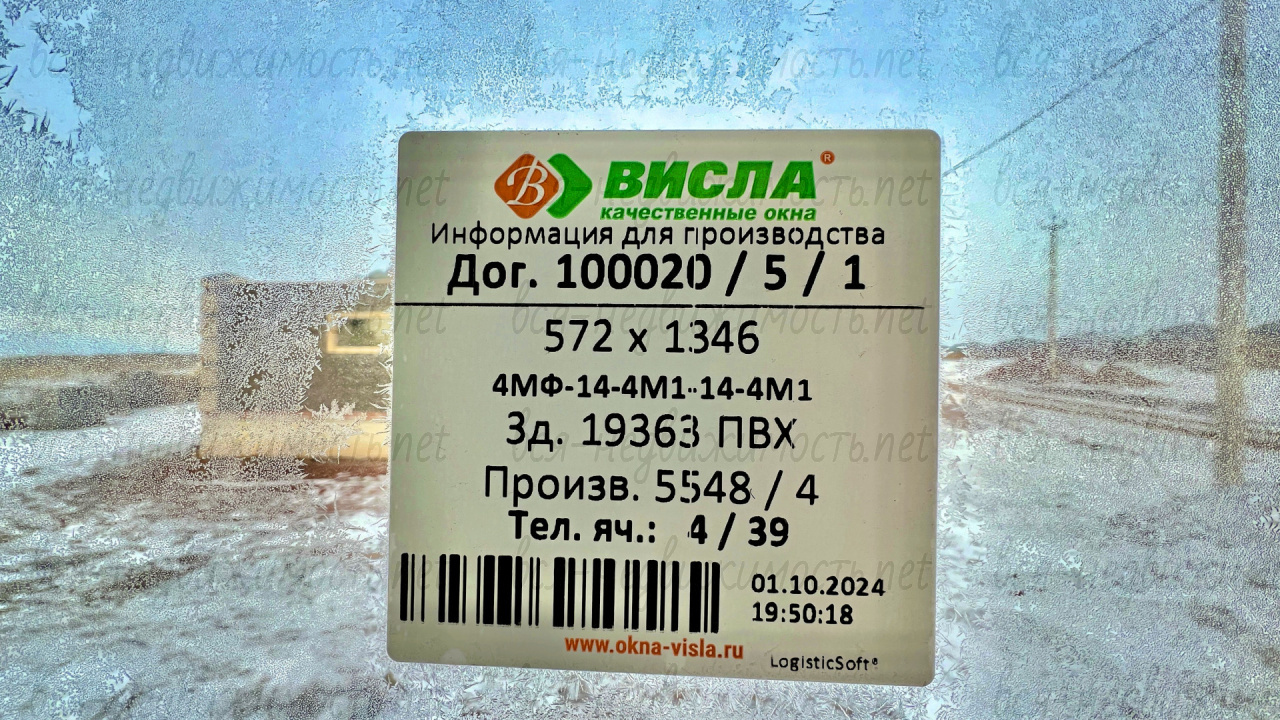 В ВИСЛА®
качественные окна
Информация для производства
Дог. 100020 / 5 / 1
572 x 1346
4МФ-14-4М1-14-4М1
Зд. 19363 ПВХ
Произв. 5548 / 4
Тел. яч.: 4 / 39
01.10.2024
19:50:18
www.okna-visla.ru
LogisticSoft®
вся-недвижимость.net